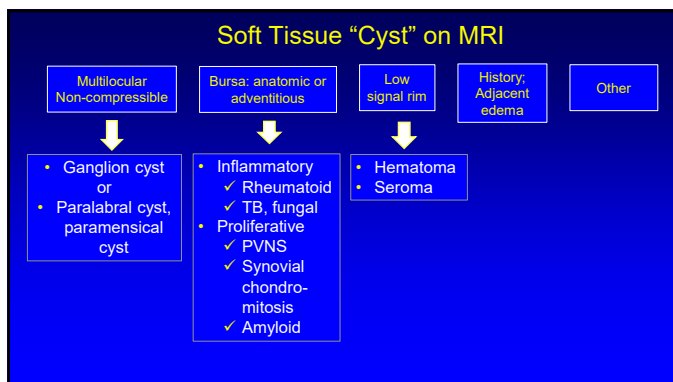 Soft Tissue “Cyst” on MRI
Multilocular
Non-compressible
Bursa: anatomic or
adventitious
Low
signal rim
History;
Adjacent
edema
Other
• Ganglion cyst
or
• Paralabral cyst,
paramensical
cyst
• Inflammatory
✓ Rheumatoid
✓ TB, fungal
• Proliferative
✓ PVNS
✓ Synovial
chondro-
mitosis
✓ Amyloid
• Hematoma
• Seroma